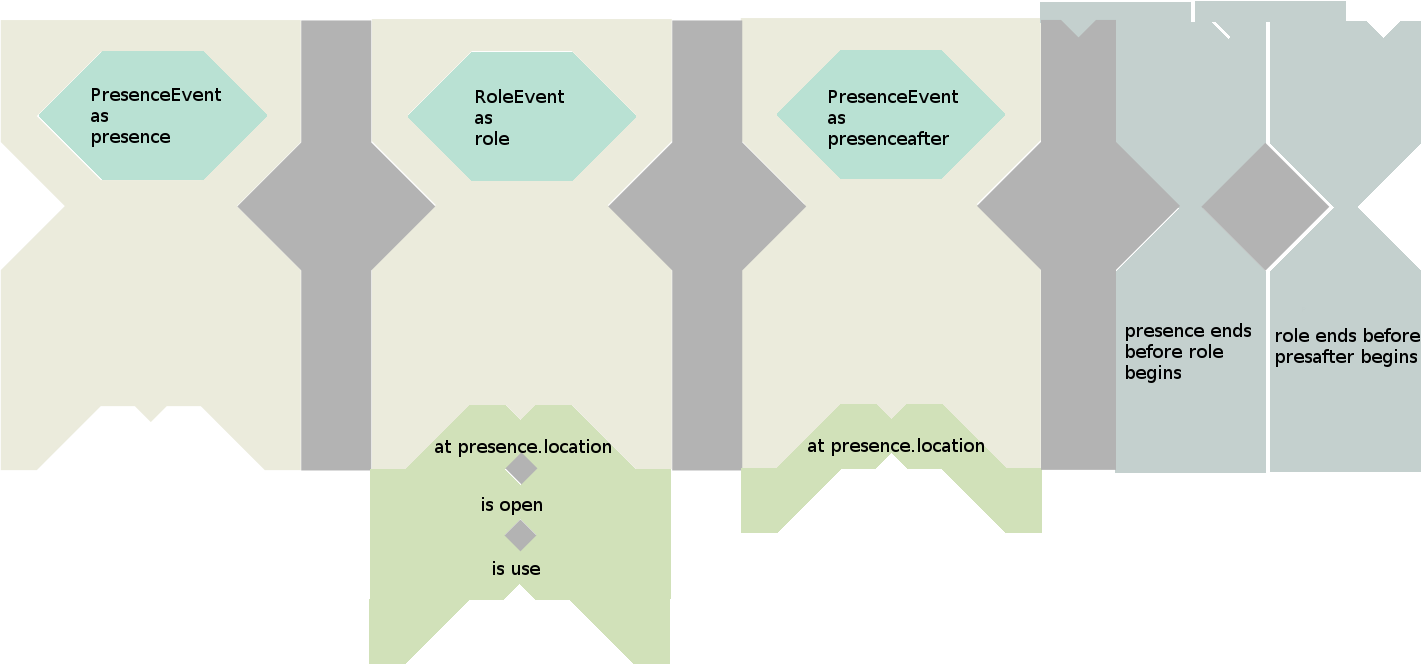 PresenceEvent
as
presence
RoleEvent
as
role
PresenceEvent
as
presenceafter
at presence.location
is open
is use
at presence.location
presence ends
before role
begins
role ends before
presafter begins